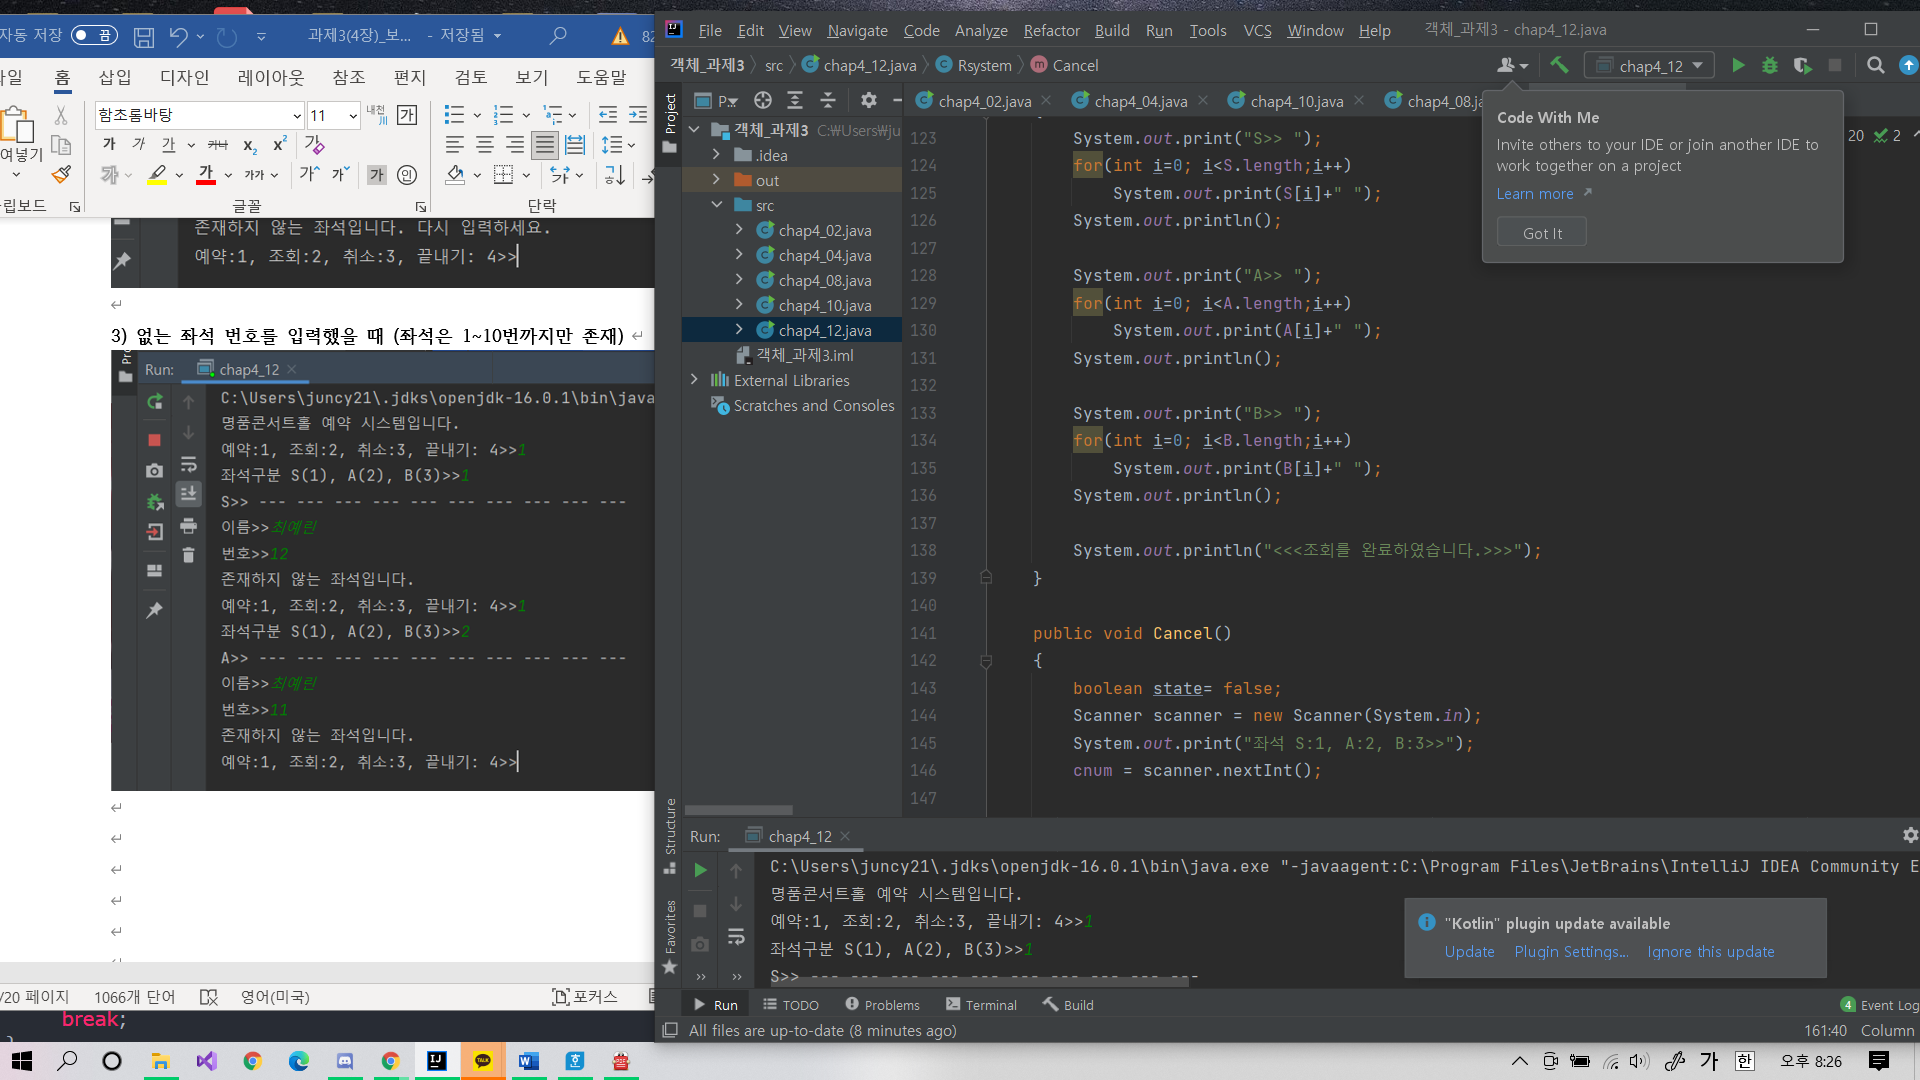 자동 저장 끔 과제3(4장)_보... - 저장됨
홈 삽입 디자인 레이아웃 참조 편지 검토 보기 도움말
함초롬바탕 11
글꼴 단락
존재하지 않는 좌석입니다. 다시 입력하세요.
예약:1, 조회:2, 취소:3, 끝내기: 4>>
3) 없는 좌석 번호를 입력했을 때 (좌석은 1~10번까지만 존재)
Run: chap4_12
C:\Users\juncy21\.jdks\openjdk-16.0.1\bin\java
명품콘서트홀 예약 시스템입니다.
예약:1, 조회:2, 취소:3, 끝내기: 4>>1
좌석구분 S(1), A(2), B(3)>>1
S>> --- --- --- --- --- --- --- --- --- ---
이름>>최예린
번호>>12
존재하지 않는 좌석입니다.
예약:1, 조회:2, 취소:3, 끝내기: 4>>1
좌석구분 S(1), A(2), B(3)>>2
A>> --- --- --- --- --- --- --- --- --- ---
이름>>최예린
번호>>11
존재하지 않는 좌석입니다.
예약:1, 조회:2, 취소:3, 끝내기: 4>>
/20 페이지 1066개 단어 영어(미국) 포커스
break;
File Edit View Navigate Code Analyze Refactor Build Run Tools VCS Window Help 객체_과제3 - chap4_12.java
객체_과제3 src chap4_12.java Rsystem Cancel chap4_12
Project
chap4_02.java chap4_04.java chap4_10.java chap4_08.ja
객체_과제3 C:\Users\ju
.idea
out
src
chap4_02.java
chap4_04.java
chap4_08.java
chap4_10.java
chap4_12.java
객체_과제3.iml
External Libraries
Scratches and Consoles
123 System.out.print("S>> ");
124 for(int i=0; i<S.length;i++)
125 System.out.print(S[i]+" ");
126 System.out.println();
127
128 System.out.print("A>> ");
129 for(int i=0; i<A.length;i++)
130 System.out.print(A[i]+" ");
131 System.out.println();
132
133 System.out.print("B>> ");
134 for(int i=0; i<B.length;i++)
135 System.out.print(B[i]+" ");
136 System.out.println();
137
138 System.out.println("<<<조회를 완료하였습니다.>>>");
139 }
140
141 public void Cancel()
142 {
143 boolean state= false;
144 Scanner scanner = new Scanner(System.in);
145 System.out.print("좌석 S:1, A:2, B:3>>");
146 cnum = scanner.nextInt();
147
20 2
Code With Me
Invite others to your IDE or join another IDE to
work together on a project
Learn more
Got It
Structure
Favorites
Run: chap4_12
C:\Users\juncy21\.jdks\openjdk-16.0.1\bin\java.exe "-javaagent:C:\Program Files\JetBrains\IntelliJ IDEA Community E
명품콘서트홀 예약 시스템입니다.
예약:1, 조회:2, 취소:3, 끝내기: 4>>1
좌석구분 S(1), A(2), B(3)>>1
S>> --- --- --- --- --- --- --- --- --- ---
"Kotlin" plugin update available
Update Plugin Settings... Ignore this update
Run TODO Problems Terminal Build 4 Event Log
All files are up-to-date (8 minutes ago) 161:40 Column
가 한 오후 8:26